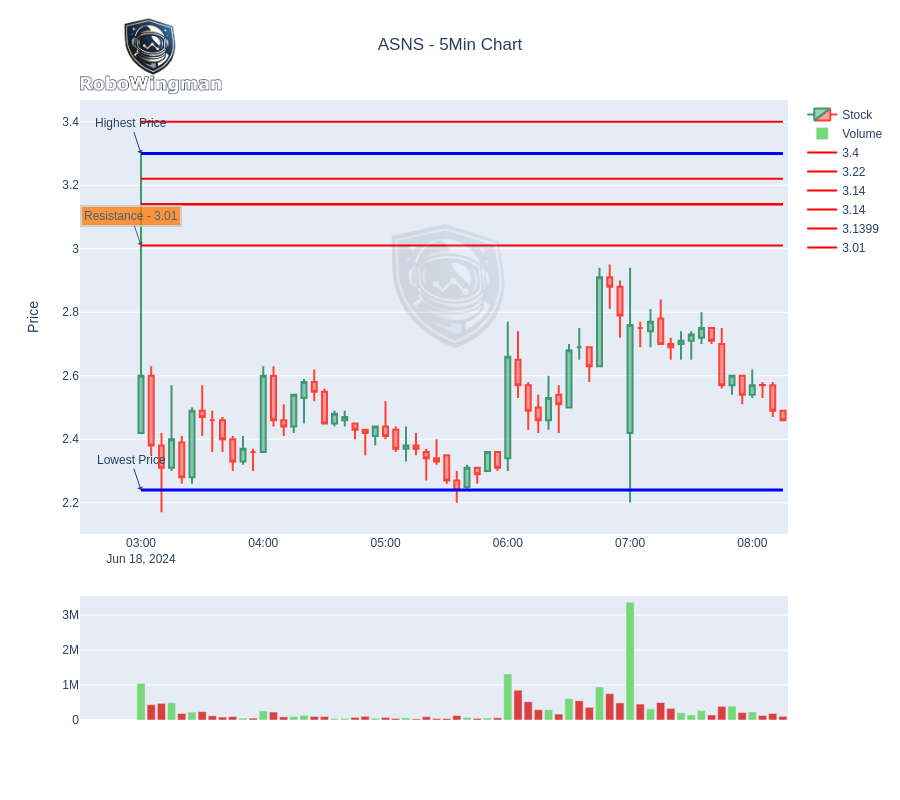 RoboWingman
ASNS - 5Min Chart
Highest Price
Resistance - 3.01
Lowest Price
Price
3.4
3.2
3
2.8
2.6
2.4
2.2
03:00
04:00
05:00
06:00
07:00
08:00
Jun 18, 2024
3M
2M
1M
0
Stock
Volume
3.4
3.22
3.14
3.14
3.1399
3.01